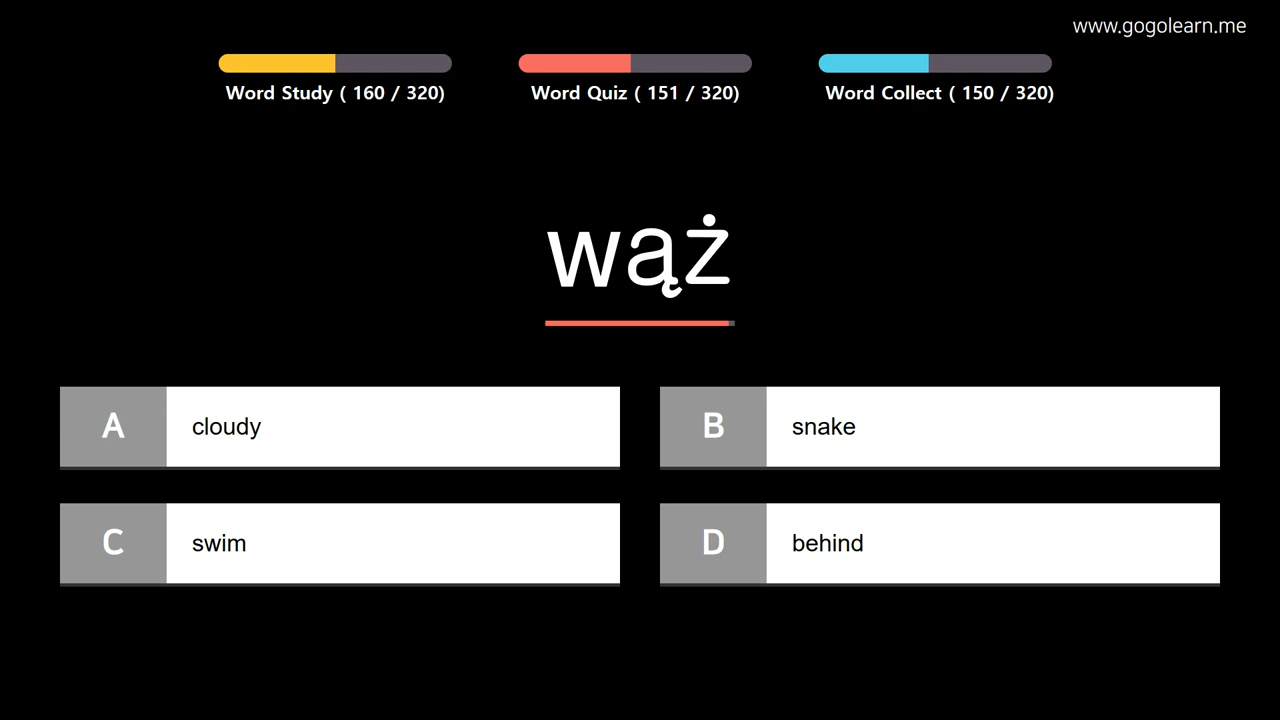 www.gogolearn.me
Word Study ( 160 / 320)
Word Quiz ( 151 / 320)
Word Collect ( 150 / 320)
wąż
A cloudy
B snake
C swim
D behind